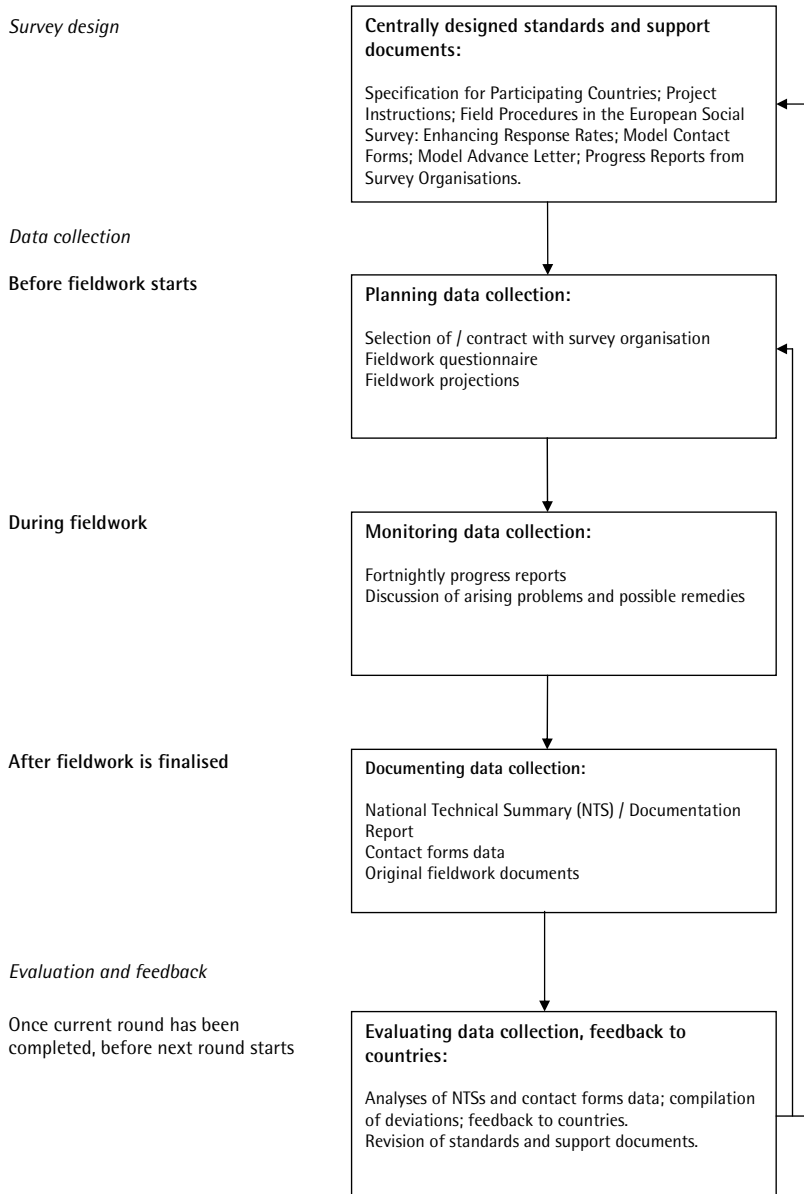 Survey design
Centrally designed standards and support
documents:
Specification for Participating Countries; Project
Instructions; Field Procedures in the European Social
Survey: Enhancing Response Rates; Model Contact
Forms; Model Advance Letter; Progress Reports from
Survey Organisations.
Data collection
Before fieldwork starts
Planning data collection:
Selection of / contract with survey organisation
Fieldwork questionnaire
Fieldwork projections
During fieldwork
Monitoring data collection:
Fortnightly progress reports
Discussion of arising problems and possible remedies
After fieldwork is finalised
Documenting data collection:
National Technical Summary (NTS) / Documentation
Report
Contact forms data
Original fieldwork documents
Evaluation and feedback
Once current round has been
completed, before next round starts
Evaluating data collection, feedback to
countries:
Analyses of NTSs and contact forms data; compilation
of deviations; feedback to countries.
Revision of standards and support documents.